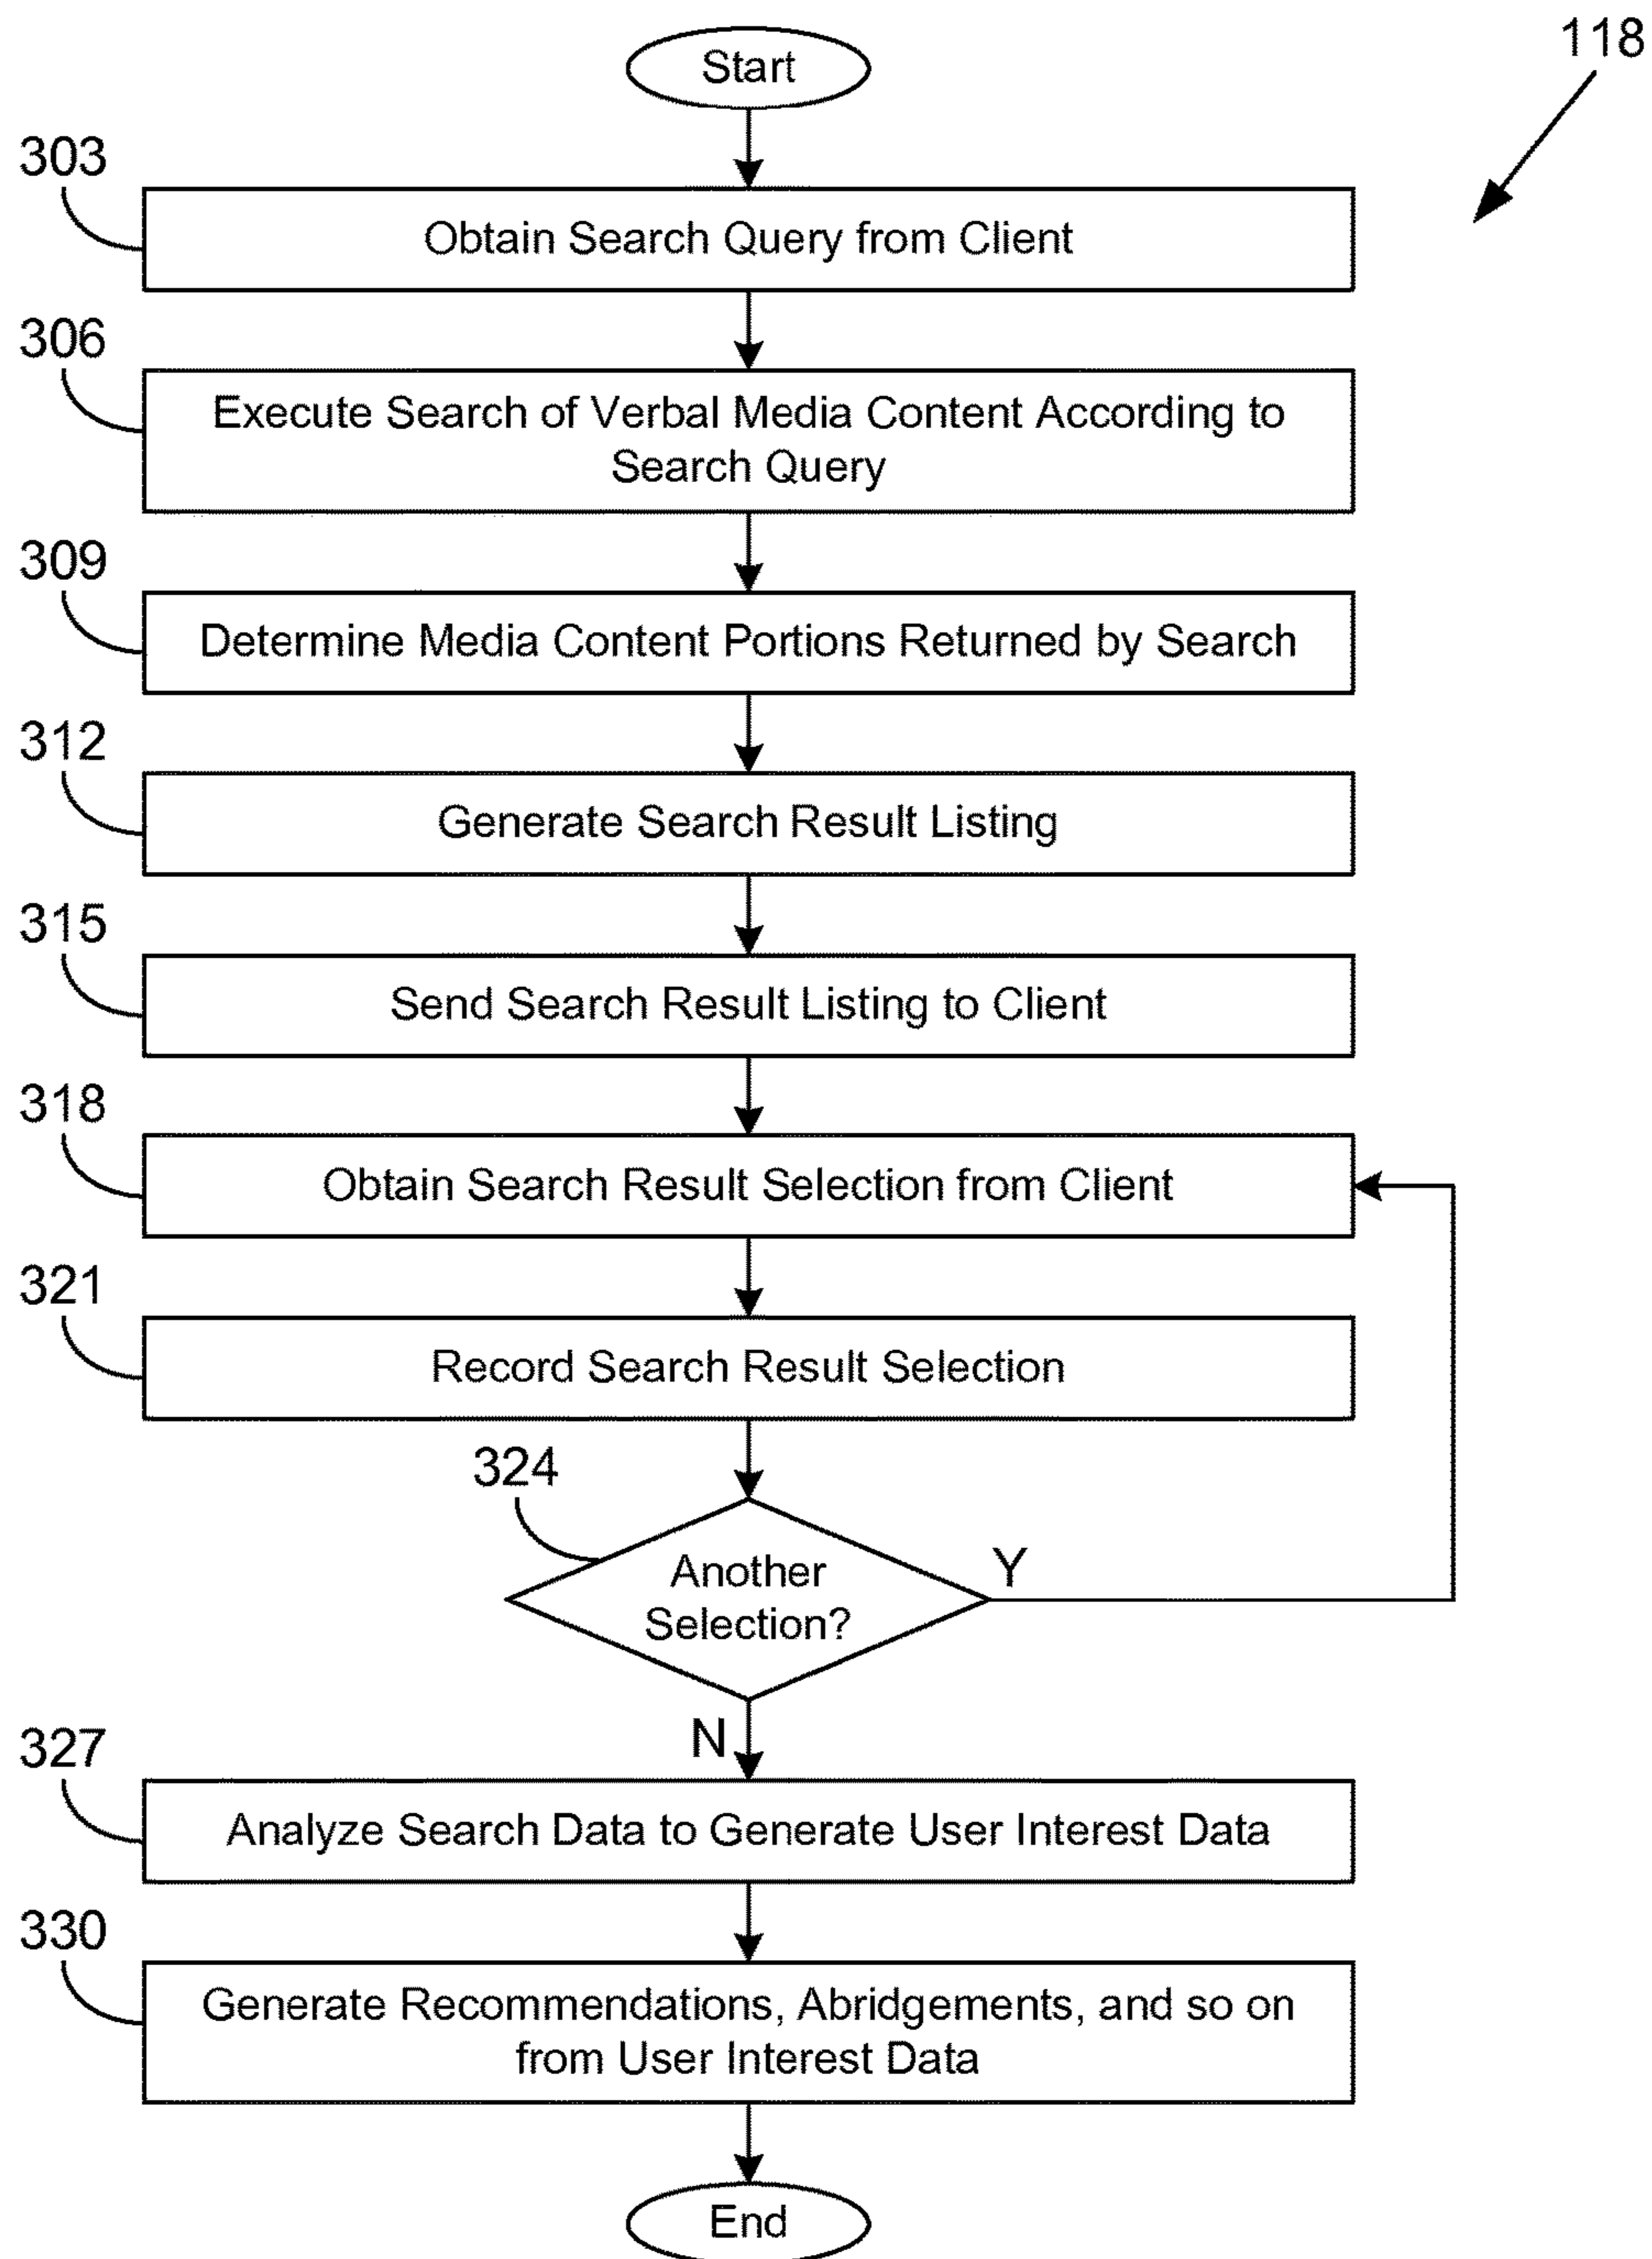 118
Start
303
Obtain Search Query from Client
306
Execute Search of Verbal Media Content According to
Search Query
309
Determine Media Content Portions Returned by Search
312
Generate Search Result Listing
315
Send Search Result Listing to Client
318
Obtain Search Result Selection from Client
321
Record Search Result Selection
324
Another
Selection?
Y
N
327
Analyze Search Data to Generate User Interest Data
330
Generate Recommendations, Abridgements, and so on
from User Interest Data
End